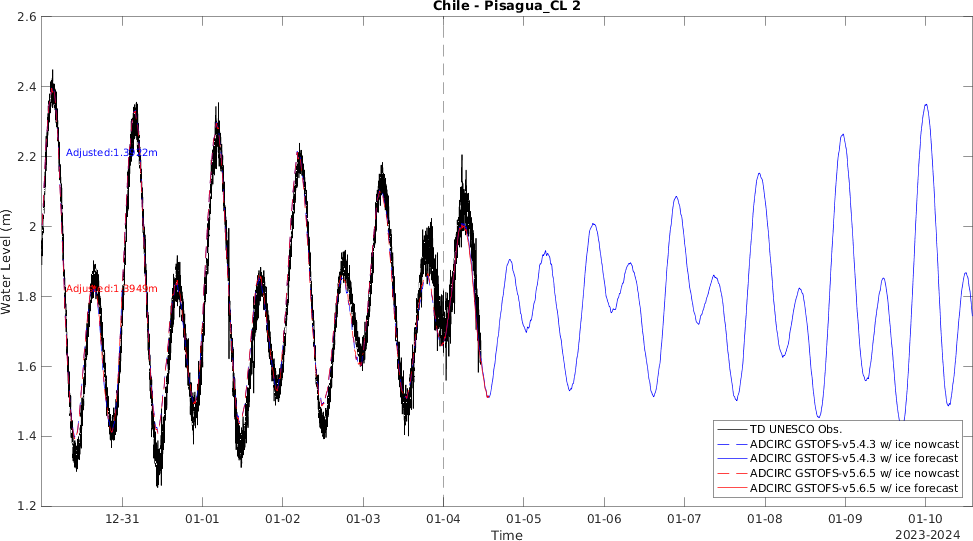 Chile - Pisagua_CL 2
2.6
2.4
2.2
2
1.8
1.6
1.4
1.2
Water Level (m)
Adjusted:1.3922m
Adjusted:1.3949m
TD UNESCO Obs.
ADCIRC GSTOFS-v5.4.3 w/ ice nowcast
ADCIRC GSTOFS-v5.4.3 w/ ice forecast
ADCIRC GSTOFS-v5.6.5 w/ ice nowcast
ADCIRC GSTOFS-v5.6.5 w/ ice forecast
12-31 01-01 01-02 01-03 01-04 01-05 01-06 01-07 01-08 01-09 01-10
Time
2023-2024